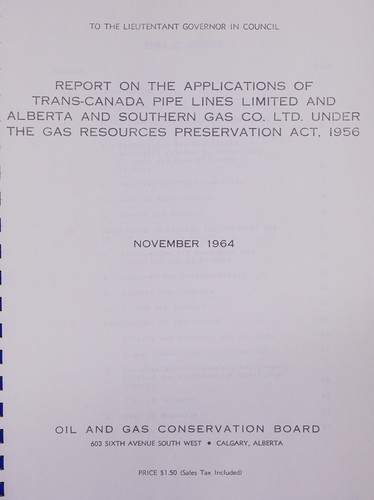 TO THE LIEUTENTANT GOVERNOR IN COUNCIL
REPORT ON THE APPLICATIONS OF
TRANS-CANADA PIPE LINES LIMITED AND
ALBERTA AND SOUTHERN GAS CO. LTD. UNDER
THE GAS RESOURCES PRESERVATION ACT, 1956
NOVEMBER 1964
OIL AND GAS CONSERVATION BOARD
603 SIXTH AVENUE SOUTH WEST • CALGARY, ALBERTA
PRICE $1.50 (Sales Tax Included)